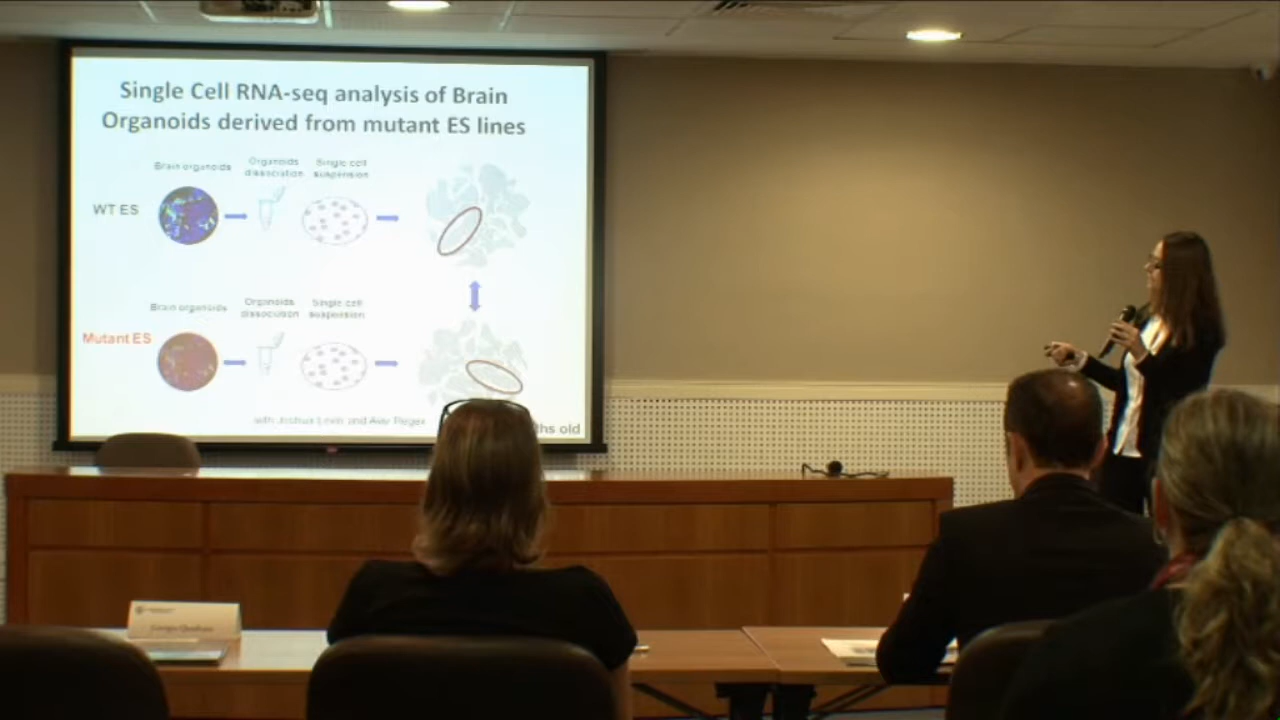 Single Cell RNA-seq analysis of Brain
Organoids derived from mutant ES lines
Brain organoids
Organoids
dissociation
Single cell
suspension
WT ES
Brain organoids
Organoids
dissociation
Single cell
suspension
Mutant ES
with Joshua Levin and Aviv Regev
ths old